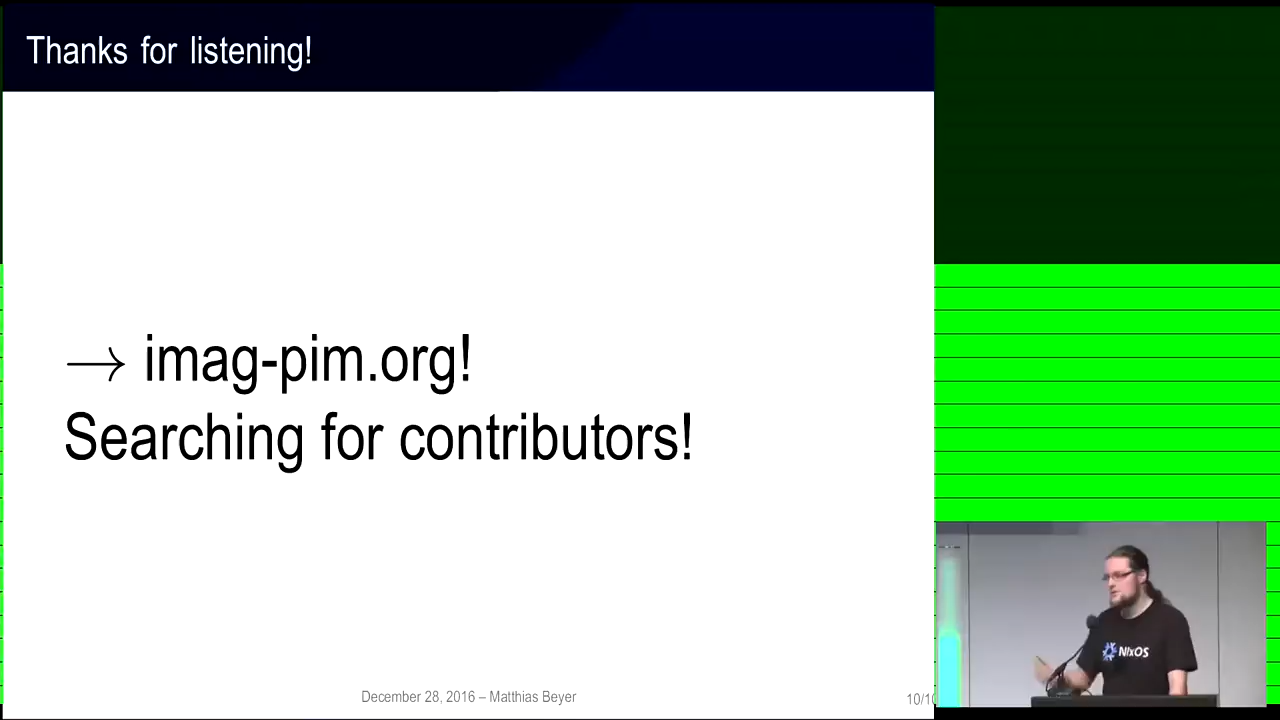 Thanks for listening!
→ imag-pim.org!
Searching for contributors!
December 28, 2016 – Matthias Beyer
10/10
NixOS